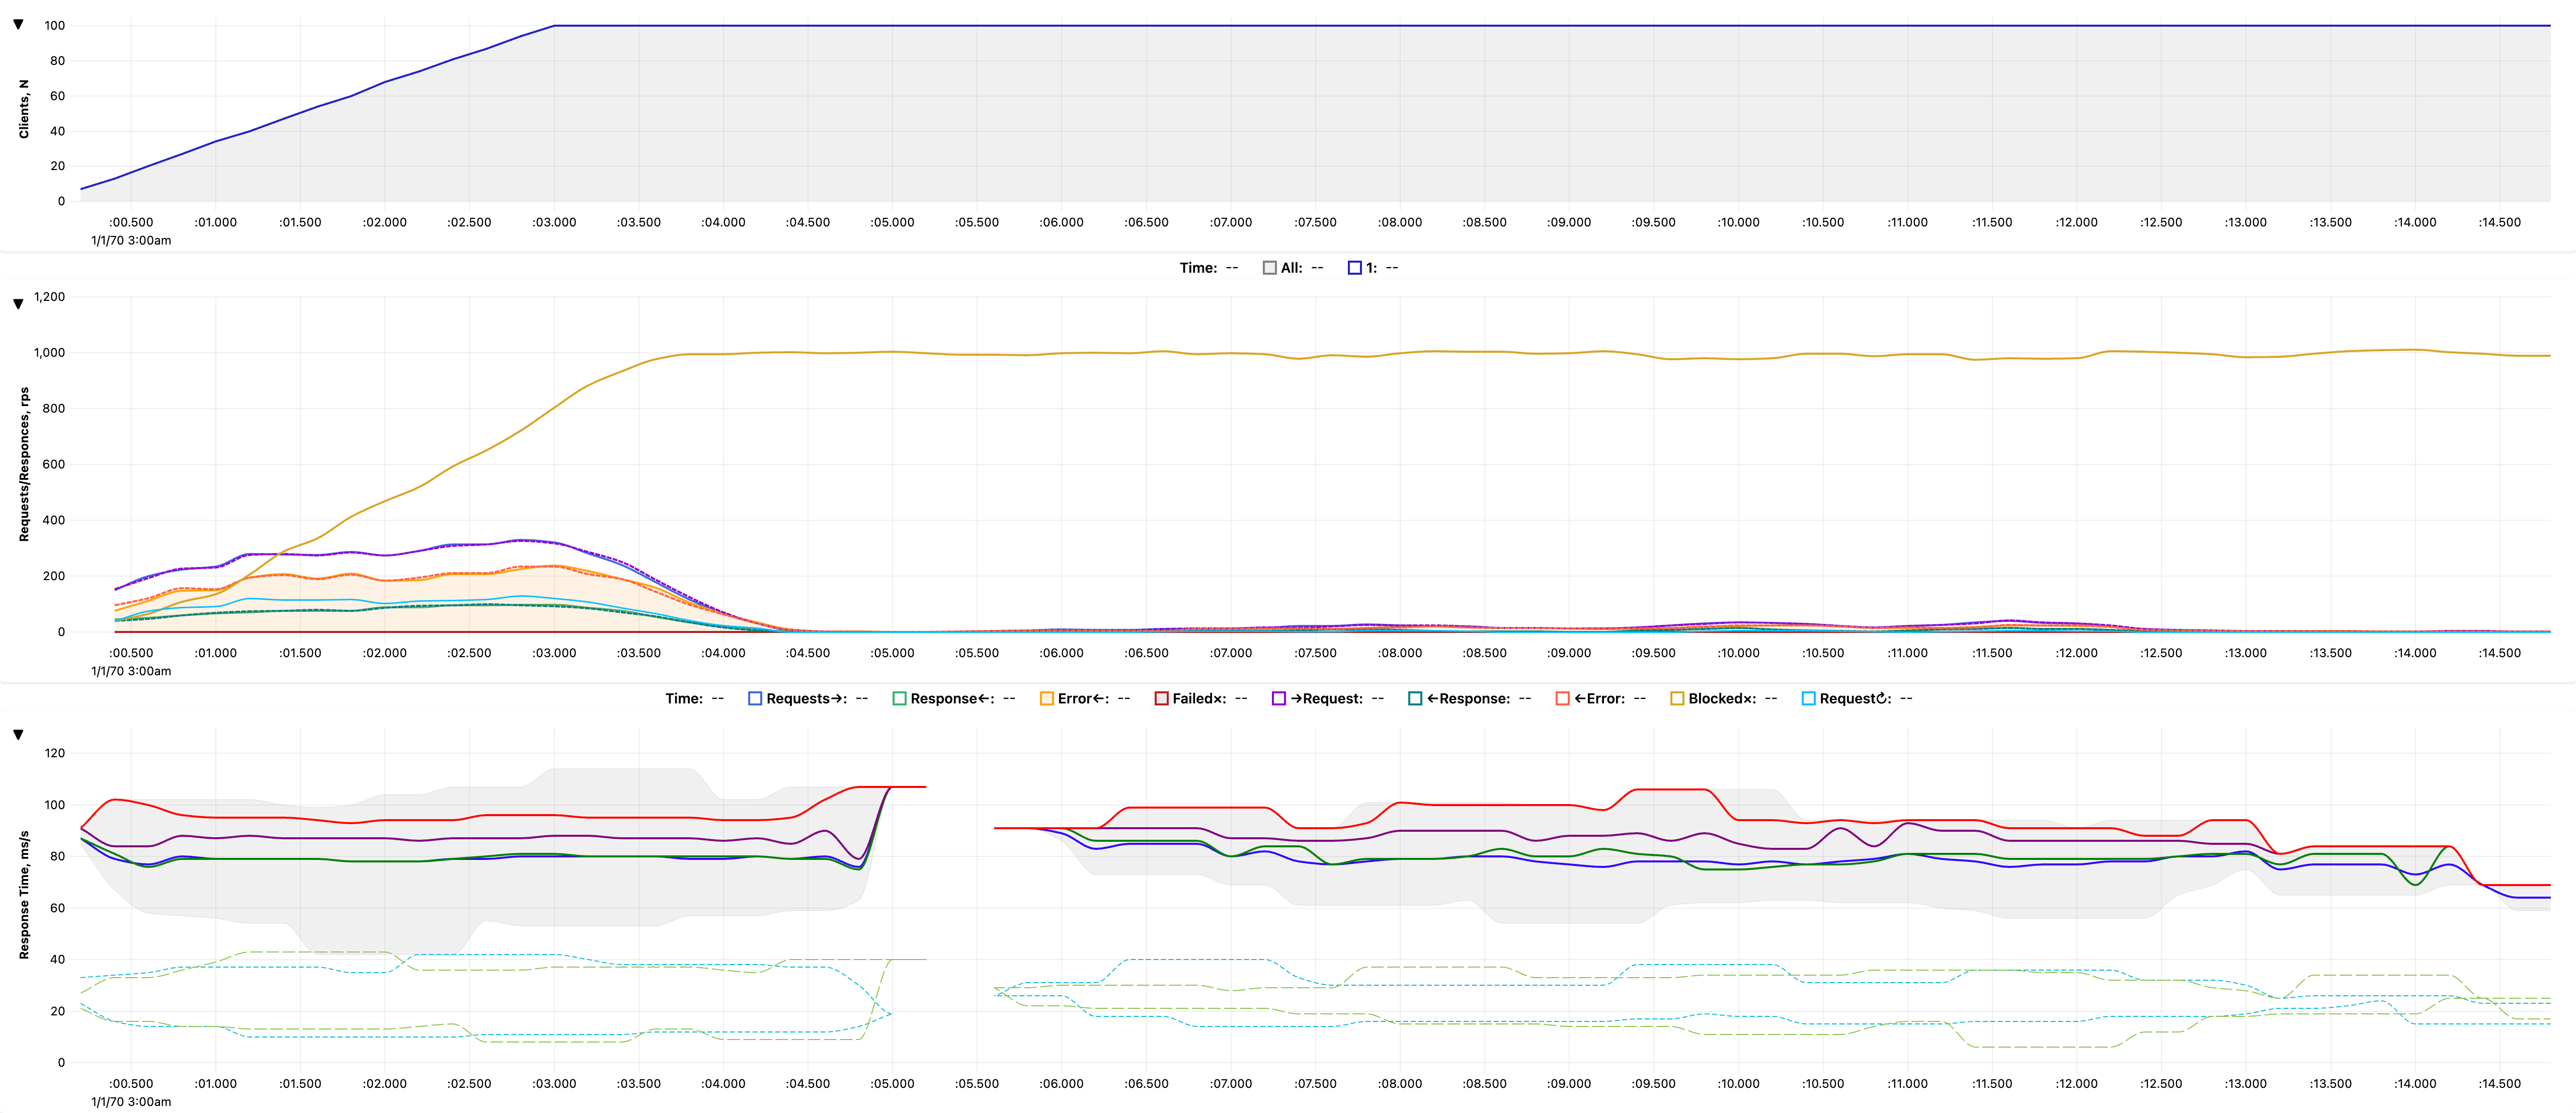 ▼
Clients, N
100
80
60
40
20
0
:00.500 :01.000 :01.500 :02.000 :02.500 :03.000 :03.500 :04.000 :04.500 :05.000 :05.500 :06.000 :06.500 :07.000 :07.500 :08.000 :08.500 :09.000 :09.500 :10.000 :10.500 :11.000 :11.500 :12.000 :12.500 :13.000 :13.500 :14.000 :14.500
1/1/70 3:00am
Time: -- All: -- 1: --
▼
Requests/Responces, rps
1,200
1,000
800
600
400
200
0
:00.500 :01.000 :01.500 :02.000 :02.500 :03.000 :03.500 :04.000 :04.500 :05.000 :05.500 :06.000 :06.500 :07.000 :07.500 :08.000 :08.500 :09.000 :09.500 :10.000 :10.500 :11.000 :11.500 :12.000 :12.500 :13.000 :13.500 :14.000 :14.500
1/1/70 3:00am
Time: -- Requests→: -- Response←: -- Error←: -- Failed×: -- →Request: -- ←Response: -- ←Error: -- Blocked×: -- Request↻: --
▼
Response Time, ms/s
120
100
80
60
40
20
0
:00.500 :01.000 :01.500 :02.000 :02.500 :03.000 :03.500 :04.000 :04.500 :05.000 :05.500 :06.000 :06.500 :07.000 :07.500 :08.000 :08.500 :09.000 :09.500 :10.000 :10.500 :11.000 :11.500 :12.000 :12.500 :13.000 :13.500 :14.000 :14.500
1/1/70 3:00am